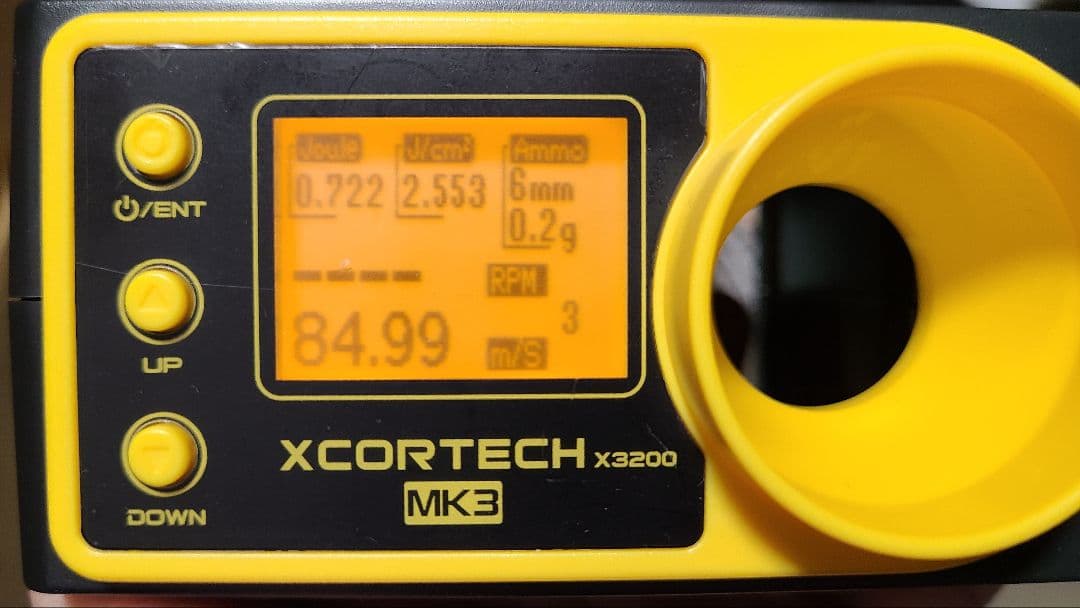 Joule J/cm² Ammo
0.722 2.553 6mm
0.2g
---- RPM
3
84.99 m/S
⏻/ENT
UP
DOWN
XCORTECH X3200
MK3